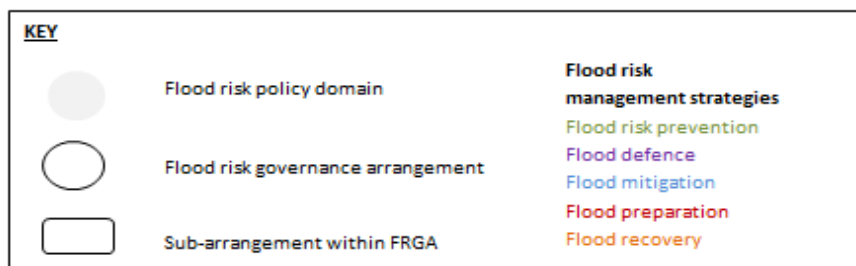 KEY
Flood risk policy domain
Flood risk governance arrangement
Sub-arrangement within FRGA
Flood risk
management strategies
Flood risk prevention
Flood defence
Flood mitigation
Flood preparation
Flood recovery